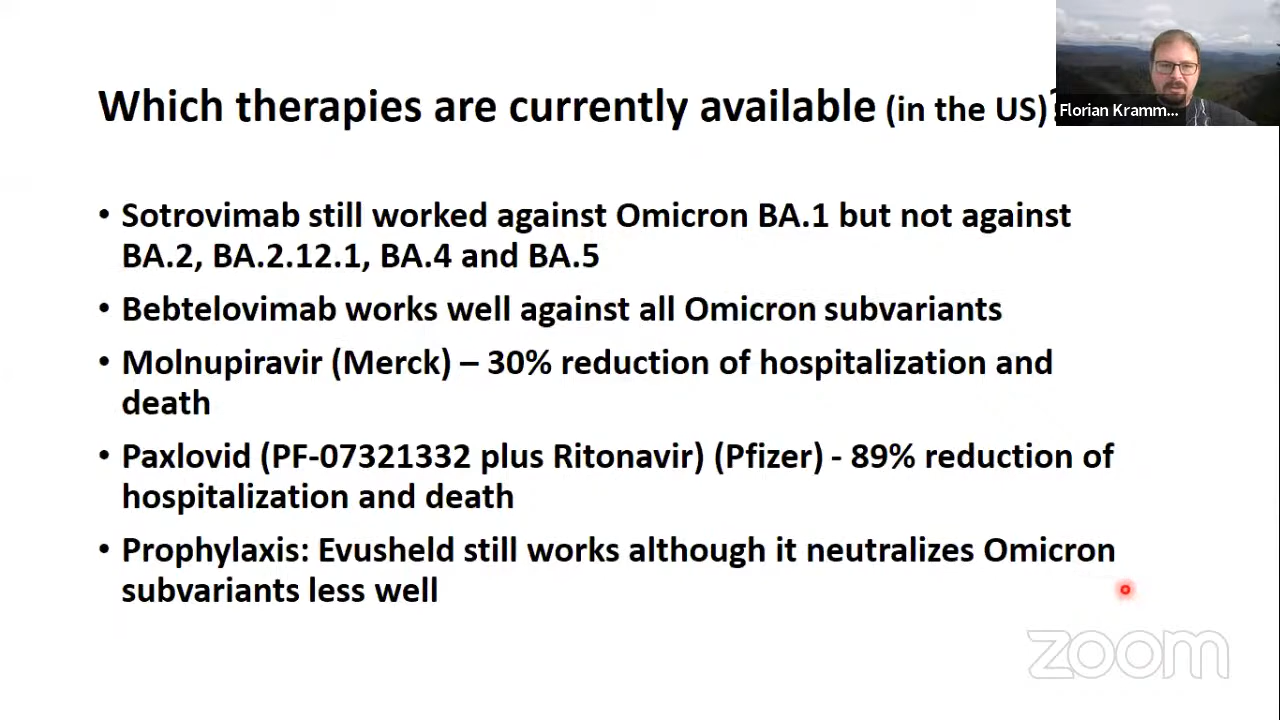 Which therapies are currently available (in the US)?
Florian Kramm...
• Sotrovimab still worked against Omicron BA.1 but not against
BA.2, BA.2.12.1, BA.4 and BA.5
• Bebtelovimab works well against all Omicron subvariants
• Molnupiravir (Merck) – 30% reduction of hospitalization and
death
• Paxlovid (PF-07321332 plus Ritonavir) (Pfizer) - 89% reduction of
hospitalization and death
• Prophylaxis: Evusheld still works although it neutralizes Omicron
subvariants less well
zoom